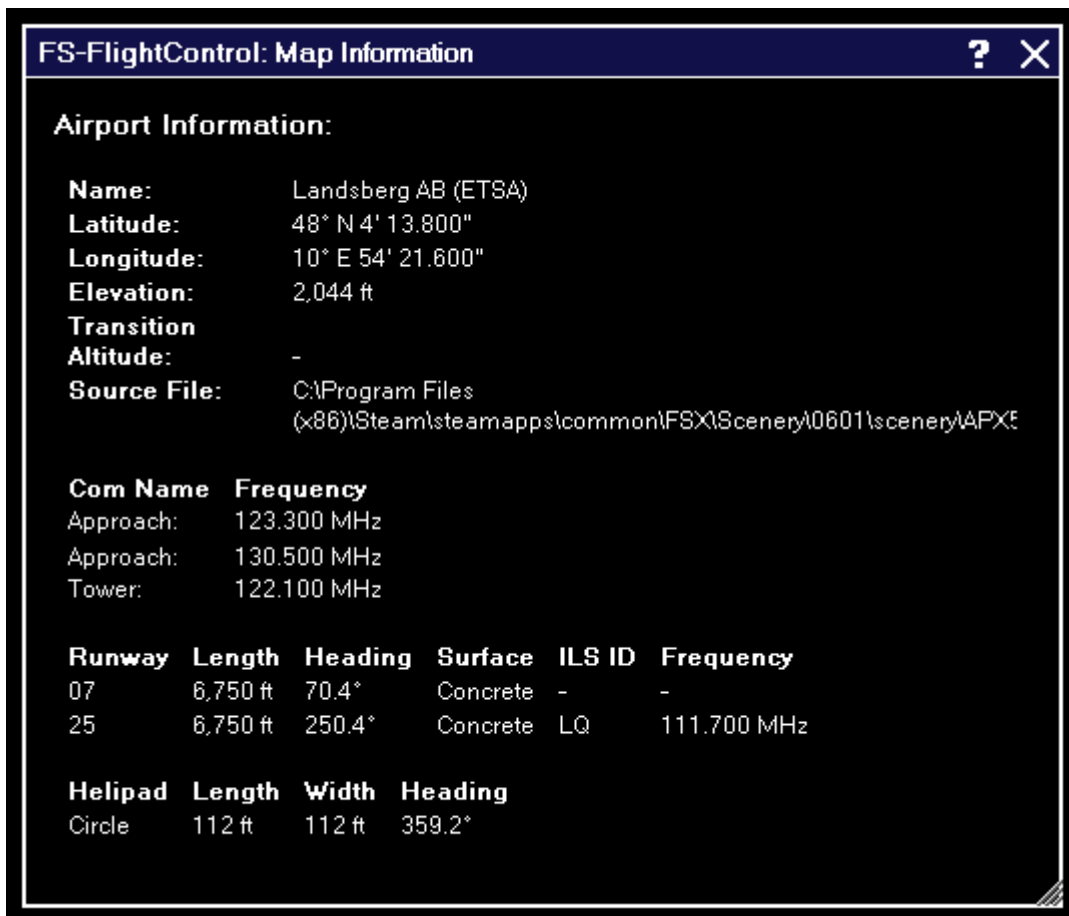 FS-FlightControl: Map Information ? X
Airport Information:
Name: Landsberg AB (ETSA)
Latitude: 48° N 4' 13.800"
Longitude: 10° E 54' 21.600"
Elevation: 2,044 ft
Transition
Altitude: -
Source File: C:\Program Files
(x86)\Steam\steamapps\common\FSX\Scenery\0601\scenery\APX5
Com Name Frequency
Approach: 123.300 MHz
Approach: 130.500 MHz
Tower: 122.100 MHz
Runway Length Heading Surface ILS ID Frequency
07 6,750 ft 70.4° Concrete - -
25 6,750 ft 250.4° Concrete LQ 111.700 MHz
Helipad Length Width Heading
Circle 112 ft 112 ft 359.2°